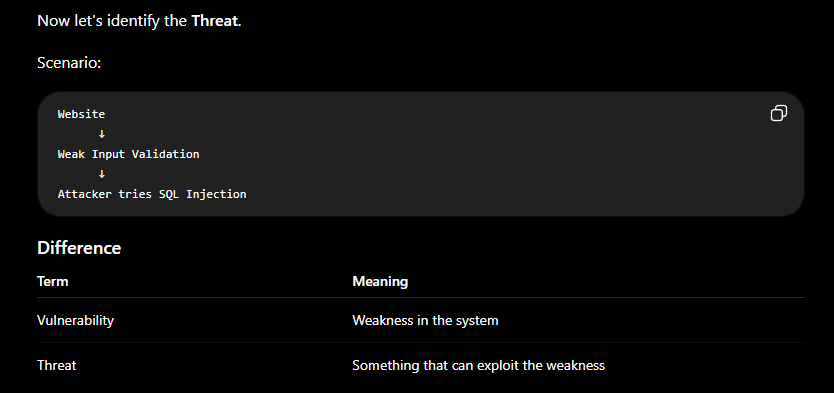 Now let's identify the Threat.
Scenario:
Website
↓
Weak Input Validation
↓
Attacker tries SQL Injection
Difference
Term Meaning
Vulnerability Weakness in the system
Threat Something that can exploit the weakness